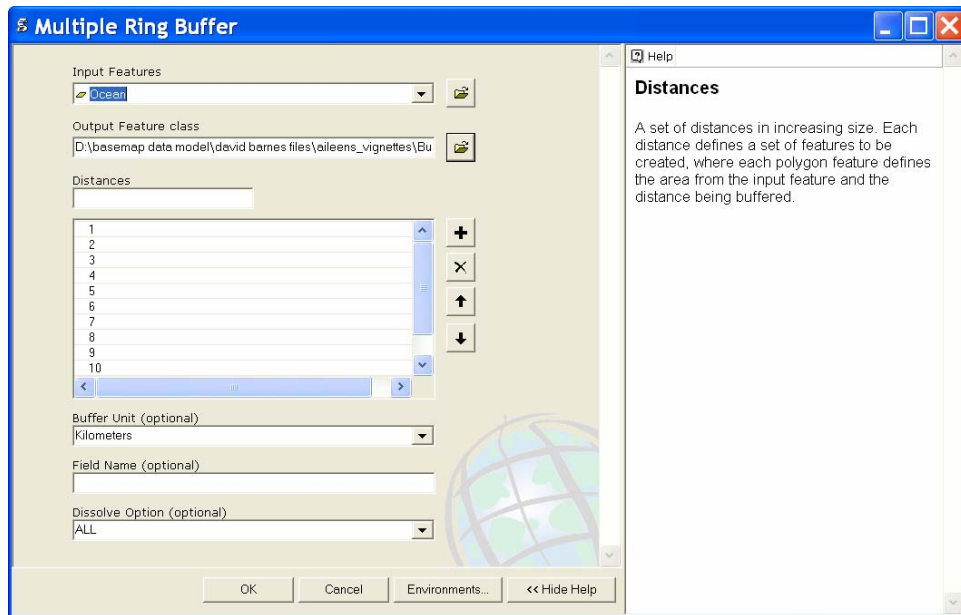 Multiple Ring Buffer
Input Features
Ocean
Output Feature class
D:\basemap data model\david barnes files\aileens_vignettes\Bu
Distances
1
2
3
4
5
6
7
8
9
10
Buffer Unit (optional)
Kilometers
Field Name (optional)
Dissolve Option (optional)
ALL
OK
Cancel
Environments...
<< Hide Help
Help
Distances
A set of distances in increasing size. Each
distance defines a set of features to be
created, where each polygon feature defines
the area from the input feature and the
distance being buffered.